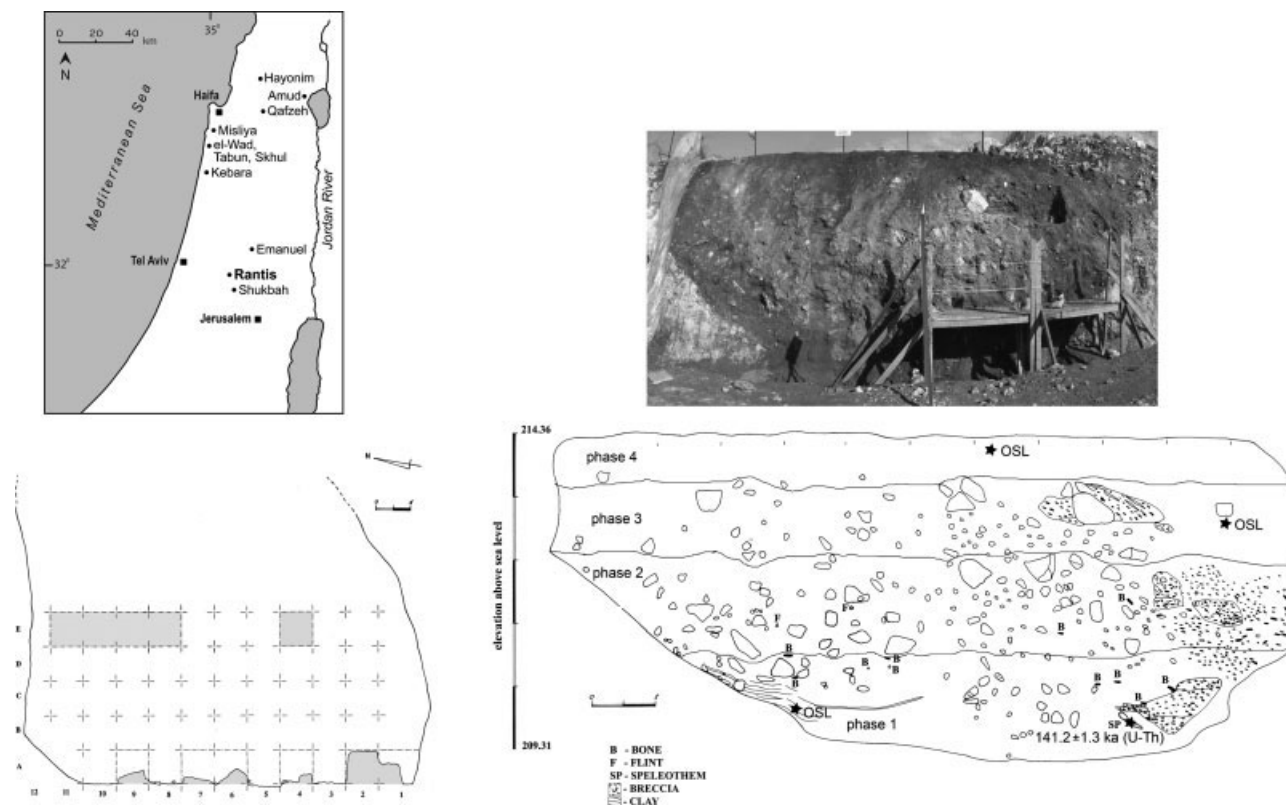 35°
0 20 40
km
N
Hayonim
Amud
Haifa
Qafzeh
Misliya
el-Wad,
Tabun, Skhul
Kebara
Mediterranean Sea
Jordan River
Emanuel
32°
Tel Aviv
Rantis
Shukbah
Jerusalem
N
E
D
C
B
A
12 11 10 9 8 7 6 5 4 3 2 1
214.36
elevation above sea level
209.31
phase 4
OSL
phase 3
OSL
phase 2
F
F
B
B
B
B
B
B
B
B
B
B
OSL
phase 1
SP
141.2±1.3 ka (U-Th)
B - BONE
F - FLINT
SP - SPELEOTHEM
- BRECCIA
- CLAY